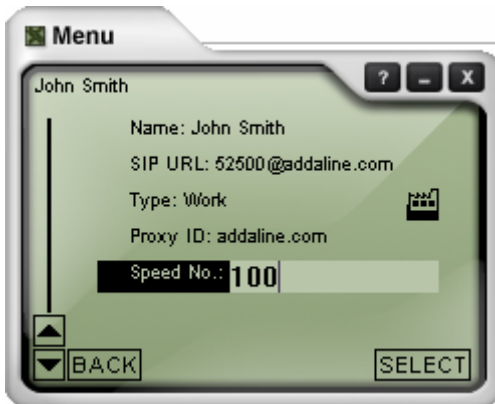 Menu
? – X
John Smith
Name: John Smith
SIP URL: 52500@addaline.com
Type: Work
Proxy ID: addaline.com
Speed No.: 100
BACK SELECT